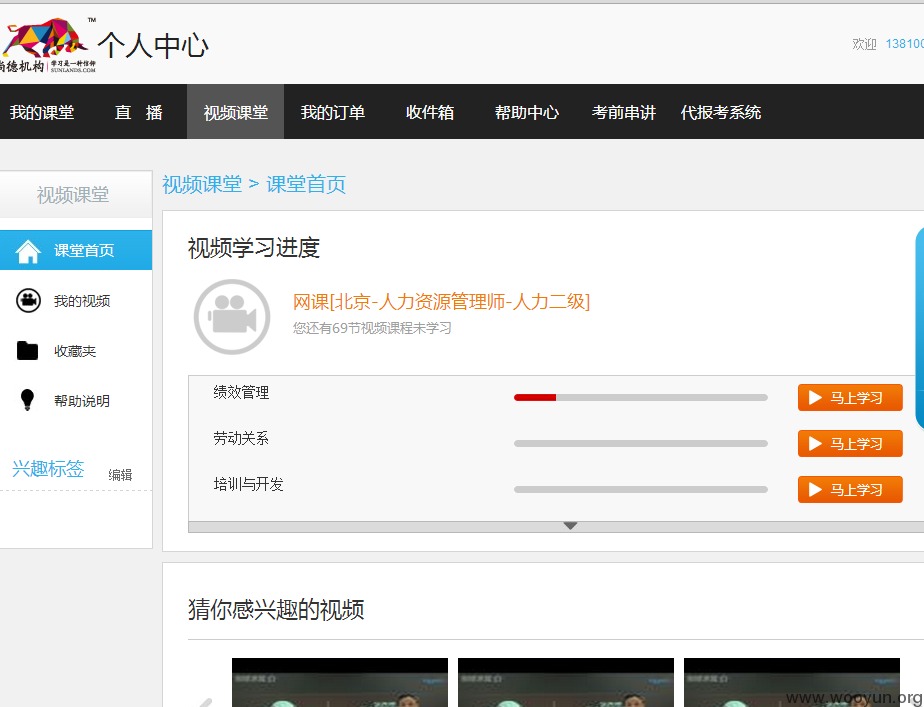 TM
个人中心
尚德机构
学习是一种信仰
SUNLANDS.COM
欢迎 138100
我的课堂 直 播 视频课堂 我的订单 收件箱 帮助中心 考前串讲 代报考系统
视频课堂
课堂首页
我的视频
收藏夹
帮助说明
兴趣标签 编辑
视频课堂 > 课堂首页
视频学习进度
网课[北京-人力资源管理师-人力二级]
您还有69节视频课程未学习
绩效管理 马上学习
劳动关系 马上学习
培训与开发 马上学习
猜你感兴趣的视频
www.wooyun.org